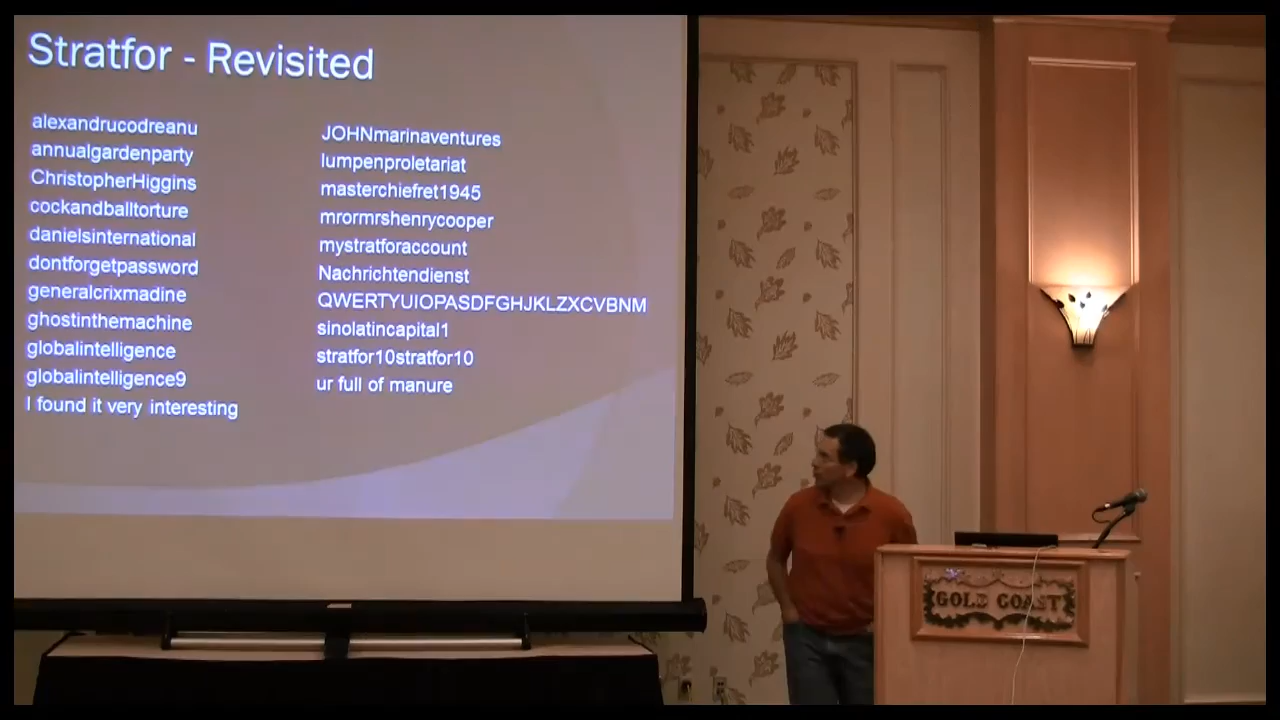 Stratfor - Revisited
alexandrucodreanu
annualgardenparty
ChristopherHiggins
cockandballtorture
danielsinternational
dontforgetpassword
generalcrixmadine
ghostinthemachine
globalintelligence
globalintelligence9
I found it very interesting
JOHNmarinaventures
lumpenproletariat
masterchiefret1945
mrormrshenrycooper
mystratforaccount
Nachrichtendienst
QWERTYUIOPASDFGHJKLZXCVBNM
sinolatincapital1
stratfor10stratfor10
ur full of manure
GOLD COAST